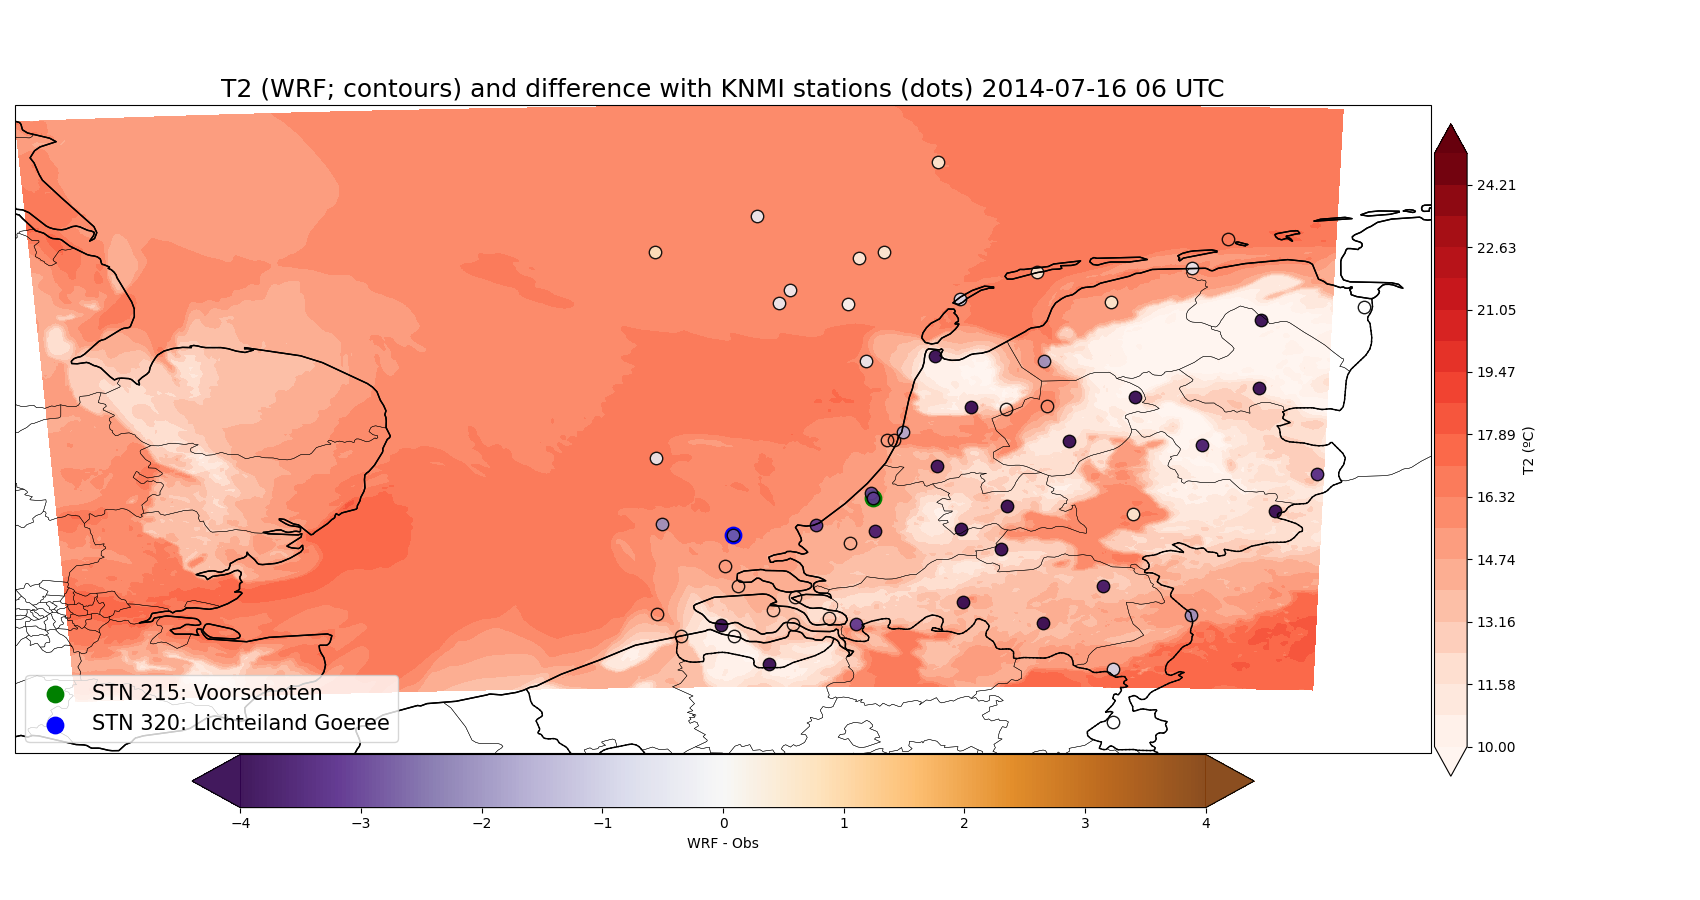 T2 (WRF; contours) and difference with KNMI stations (dots) 2014-07-16 06 UTC
24.21
22.63
21.05
19.47
17.89
16.32
14.74
13.16
11.58
10.00
T2 (ºC)
STN 215: Voorschoten
STN 320: Lichteiland Goeree
−4 −3 −2 −1 0 1 2 3 4
WRF - Obs